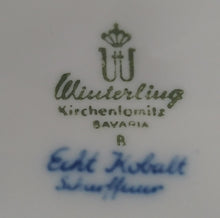 W
Winterling
Kirchenlamitz
BAVARIA
B
Echt Kobalt
Scharffeuer